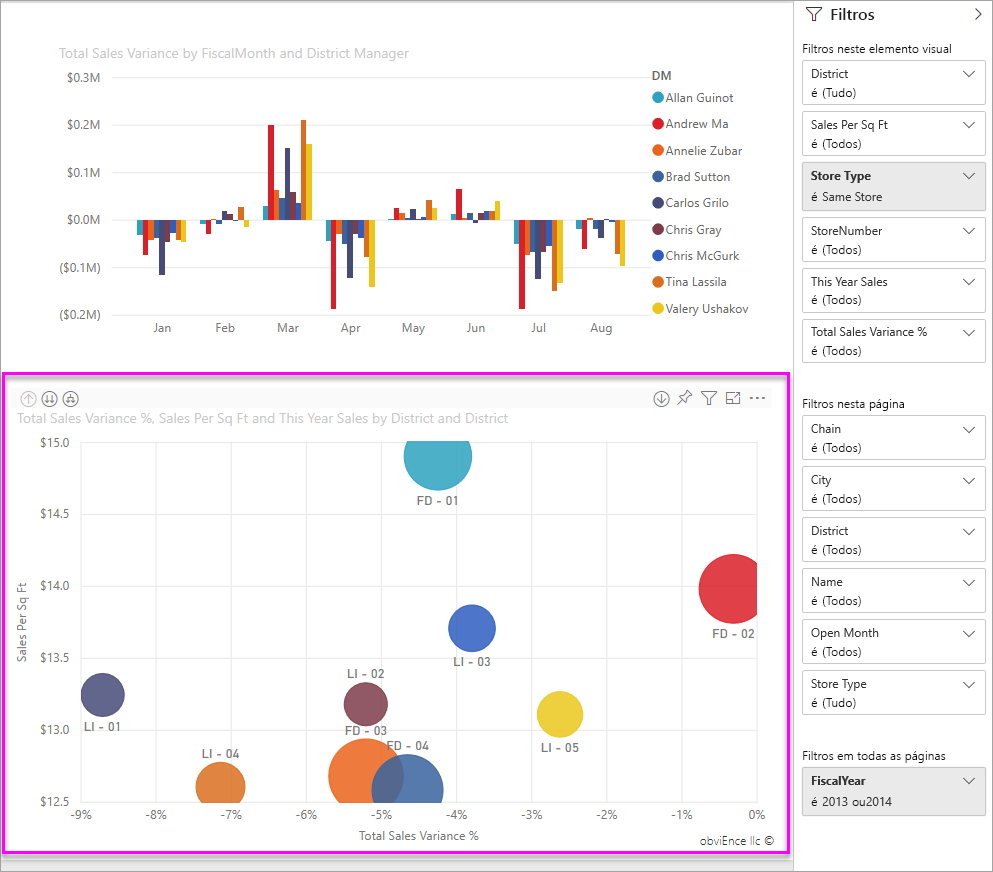 Total Sales Variance by FiscalMonth and District Manager
$0.3M
$0.2M
$0.1M
$0.0M
($0.1M)
($0.2M)
Jan Feb Mar Apr May Jun Jul Aug
DM
Allan Guinot
Andrew Ma
Annelie Zubar
Brad Sutton
Carlos Grilo
Chris Gray
Chris McGurk
Tina Lassila
Valery Ushakov
Total Sales Variance %, Sales Per Sq Ft and This Year Sales by District and District
Sales Per Sq Ft
$15.0
$14.5
$14.0
$13.5
$13.0
$12.5
FD - 01
FD - 02
LI - 03
LI - 02
LI - 01
FD - 03
FD - 04
LI - 05
LI - 04
-9% -8% -7% -6% -5% -4% -3% -2% -1% 0%
Total Sales Variance %
obviEnce llc ©
Filtros
Filtros neste elemento visual
District
é (Tudo)
Sales Per Sq Ft
é (Todos)
Store Type
é Same Store
StoreNumber
é (Todos)
This Year Sales
é (Todos)
Total Sales Variance %
é (Todos)
Filtros nesta página
Chain
é (Todos)
City
é (Todos)
District
é (Todos)
Name
é (Todos)
Open Month
é (Todos)
Store Type
é (Tudo)
Filtros em todas as páginas
FiscalYear
é 2013 ou2014